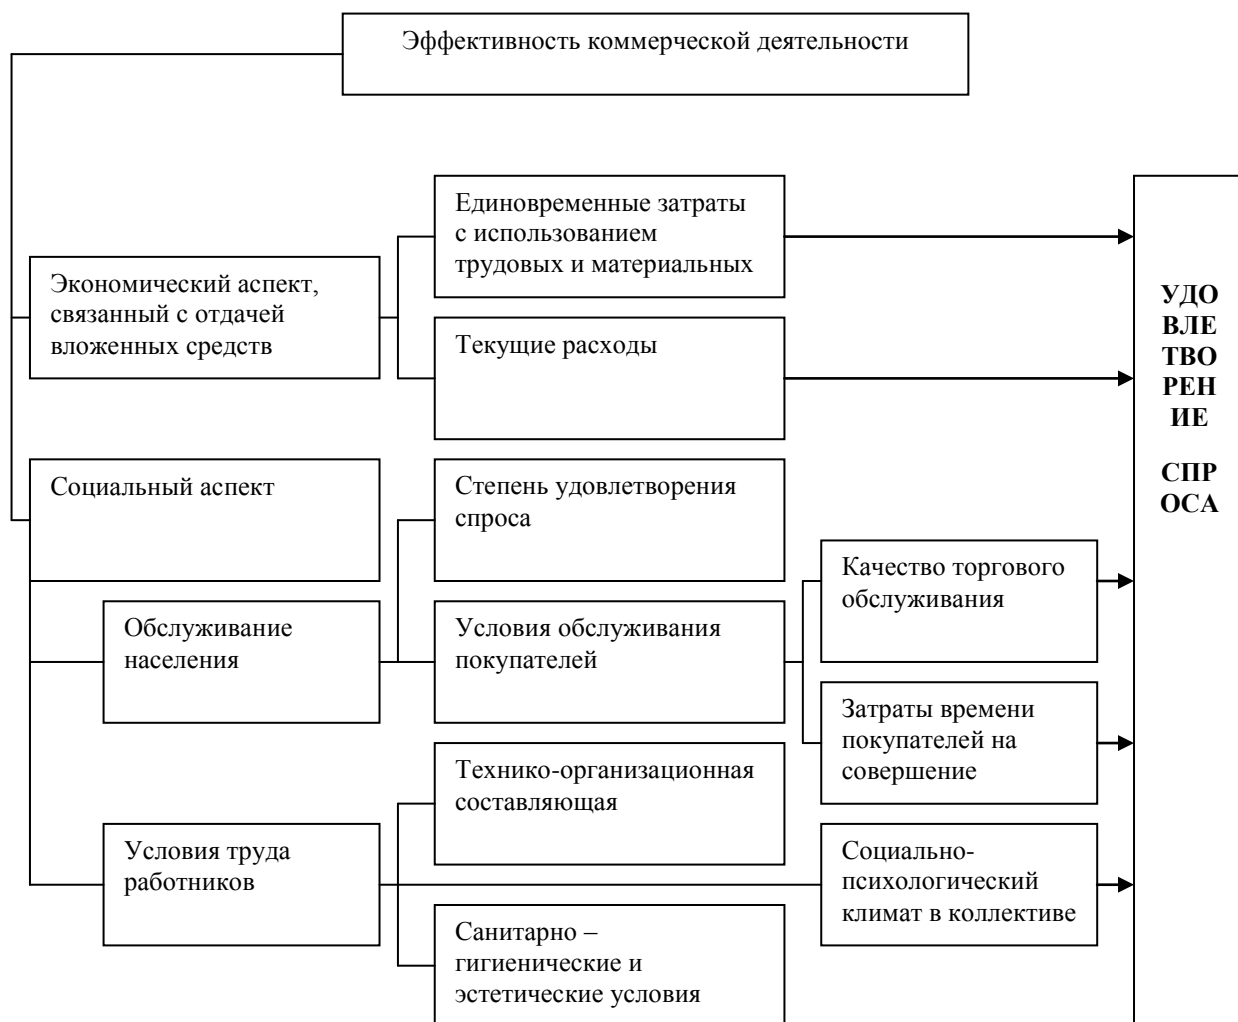 Эффективность коммерческой деятельности
Единовременные затраты
с использованием
трудовых и материальных
Экономический аспект,
связанный с отдачей
вложенных средств
Текущие расходы
УДО
ВЛЕ
ТВО
РЕН
ИЕ
СПР
ОСА
Социальный аспект
Степень удовлетворения
спроса
Качество торгового
обслуживания
Обслуживание
населения
Условия обслуживания
покупателей
Затраты времени
покупателей на
совершение
Технико-организационная
составляющая
Условия труда
работников
Социально-
психологический
климат в коллективе
Санитарно –
гигиенические и
эстетические условия